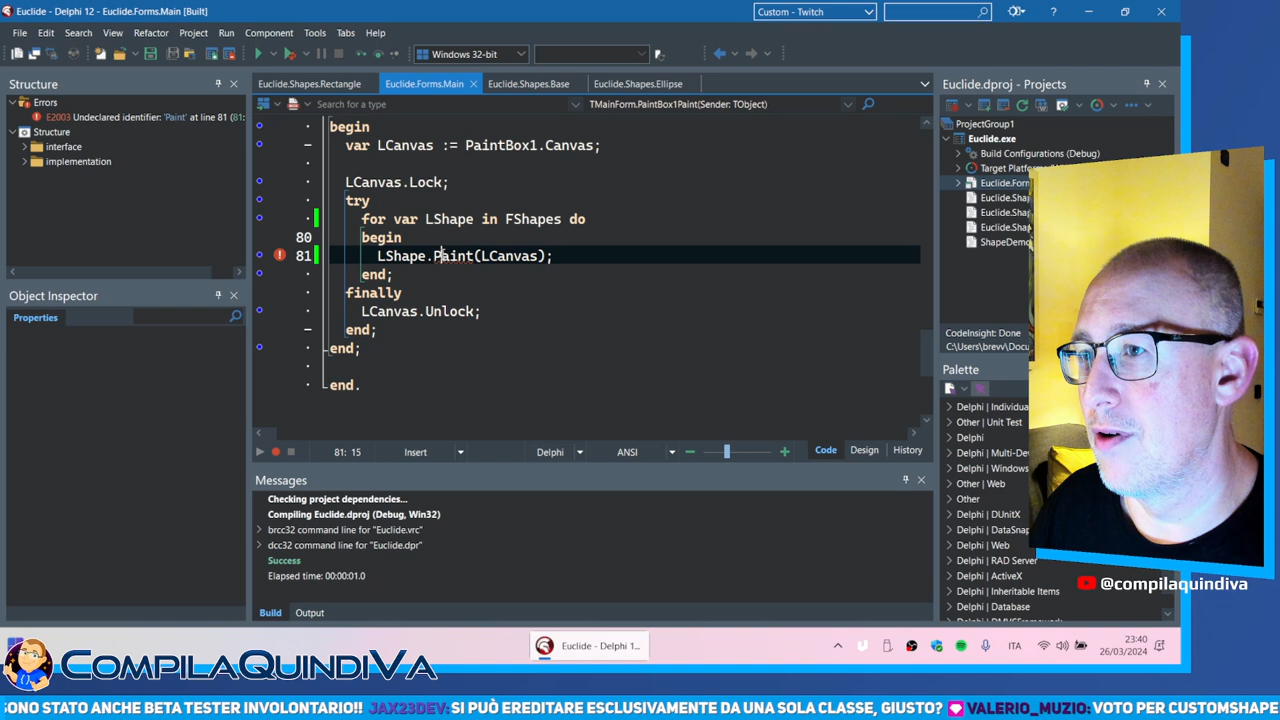 Euclide - Delphi 12 - Euclide.Forms.Main [Built]
Custom - Twitch
?
File Edit Search View Refactor Project Run Component Tools Tabs Help
Windows 32-bit
Structure
Errors
E2003 Undeclared identifier: 'Paint' at line 81 (81:
Structure
interface
implementation
Object Inspector
Properties
Euclide.Shapes.Rectangle Euclide.Forms.Main Euclide.Shapes.Base Euclide.Shapes.Ellipse
Search for a type
TMainForm.PaintBox1Paint(Sender: TObject)
begin
var LCanvas := PaintBox1.Canvas;
LCanvas.Lock;
try
for var LShape in FShapes do
80 begin
81 LShape.Paint(LCanvas);
end;
finally
LCanvas.Unlock;
end;
end;
end.
81: 15 Insert Delphi ANSI Code Design History
Messages
Checking project dependencies...
Compiling Euclide.dproj (Debug, Win32)
brcc32 command line for "Euclide.vrc"
dcc32 command line for "Euclide.dpr"
Success
Elapsed time: 00:00:01.0
Build Output
Euclide.dproj - Projects
ProjectGroup1
Euclide.exe
Build Configurations (Debug)
Target Platforms
Euclide.Form
Euclide.Sha
Euclide.Sha
Euclide.Sha
ShapeDemo
CodeInsight: Done
C:\Users\brevv\Docu
Palette
Delphi | Individua
Other | Unit Test
Delphi
Delphi | Multi-Dev
Delphi | Windows
Other | Web
Other
Delphi | DUnitX
Delphi | DataSnap
Delphi | Web
Delphi | RAD Server
Delphi | ActiveX
Delphi | Inheritable Items
Delphi | Database
@compilaquindiva
Euclide - Delphi 1...
ITA
23:40
26/03/2024
COMPILAQUINDIVA
SONO STATO ANCHE BETA TESTER INVOLONTARIO!! JAX23DEV: SI PUÒ EREDITARE ESCLUSIVAMENTE DA UNA SOLA CLASSE, GIUSTO? VALERIO_MUZIO: VOTO PER CUSTOMSHAPE